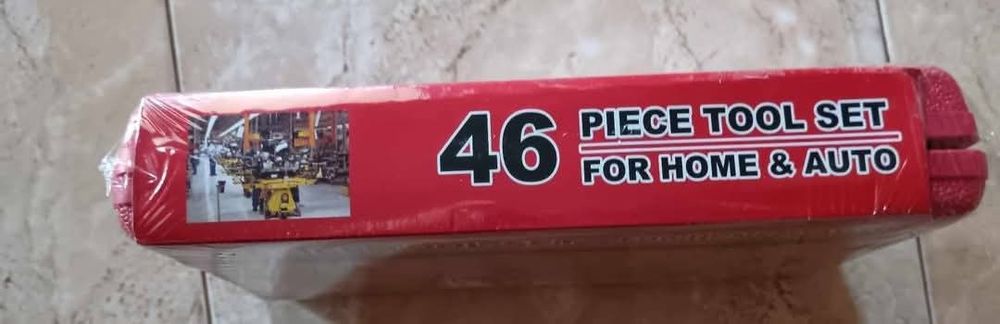 46
PIECE TOOL SET
FOR HOME & AUTO